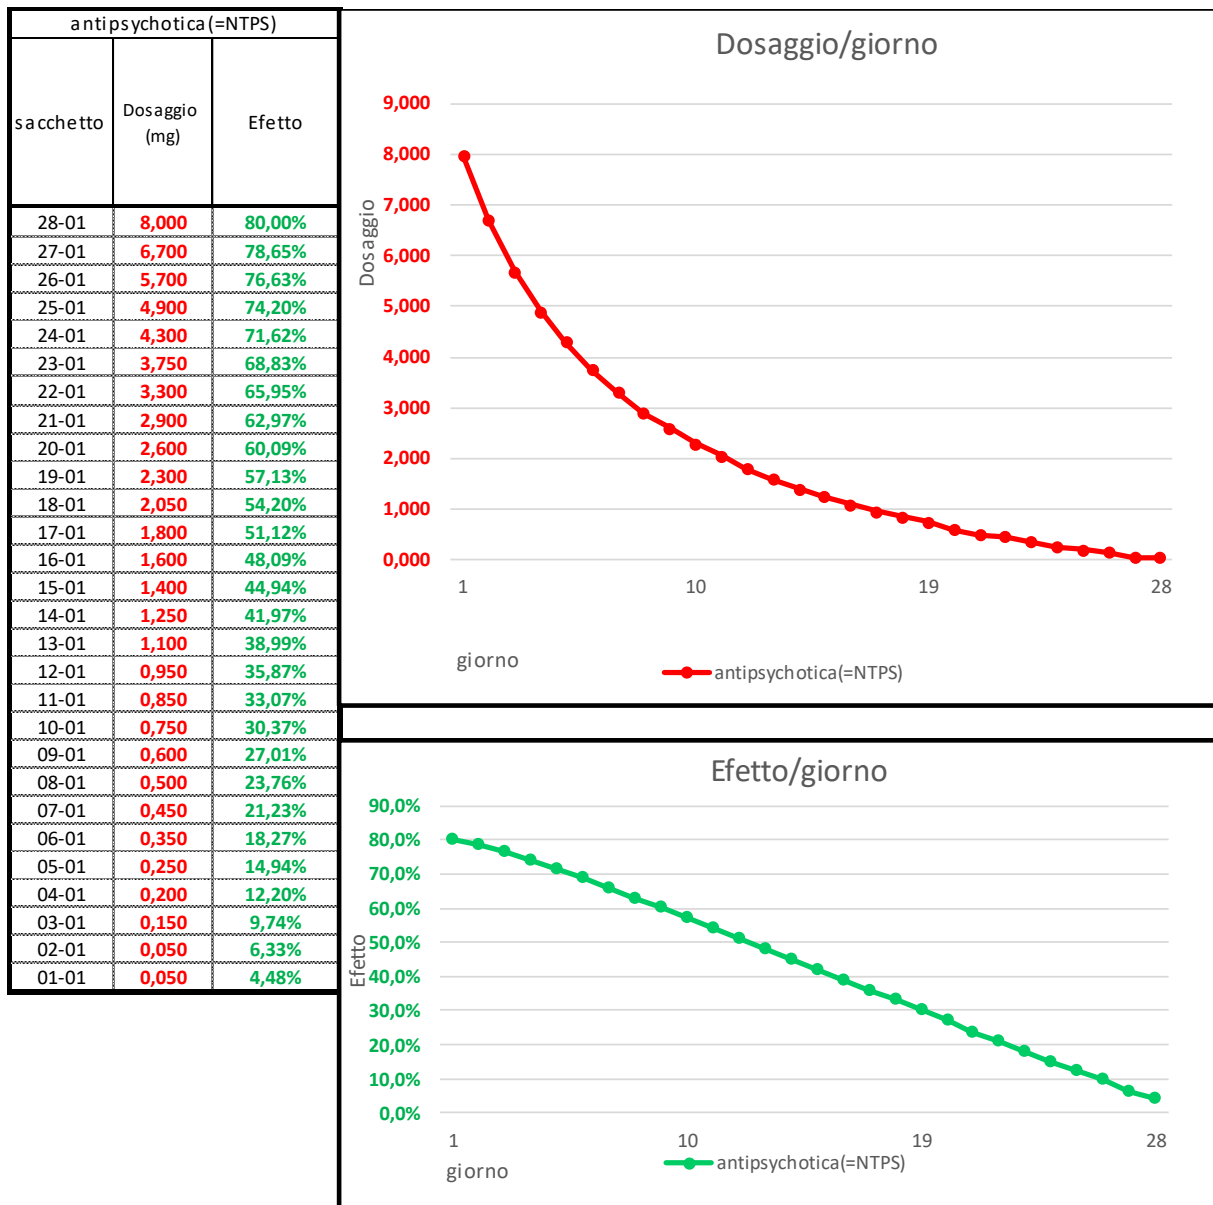 antipsychotica(=NTPS)
sacchetto Dosaggio (mg) Efetto
28-01 8,000 80,00%
27-01 6,700 78,65%
26-01 5,700 76,63%
25-01 4,900 74,20%
24-01 4,300 71,62%
23-01 3,750 68,83%
22-01 3,300 65,95%
21-01 2,900 62,97%
20-01 2,600 60,09%
19-01 2,300 57,13%
18-01 2,050 54,20%
17-01 1,800 51,12%
16-01 1,600 48,09%
15-01 1,400 44,94%
14-01 1,250 41,97%
13-01 1,100 38,99%
12-01 0,950 35,87%
11-01 0,850 33,07%
10-01 0,750 30,37%
09-01 0,600 27,01%
08-01 0,500 23,76%
07-01 0,450 21,23%
06-01 0,350 18,27%
05-01 0,250 14,94%
04-01 0,200 12,20%
03-01 0,150 9,74%
02-01 0,050 6,33%
01-01 0,050 4,48%
Dosaggio/giorno
Dosaggio
9,000
8,000
7,000
6,000
5,000
4,000
3,000
2,000
1,000
0,000
1 10 19 28
giorno
antipsychotica(=NTPS)
Efetto/giorno
Efetto
90,0%
80,0%
70,0%
60,0%
50,0%
40,0%
30,0%
20,0%
10,0%
0,0%
1 10 19 28
giorno
antipsychotica(=NTPS)